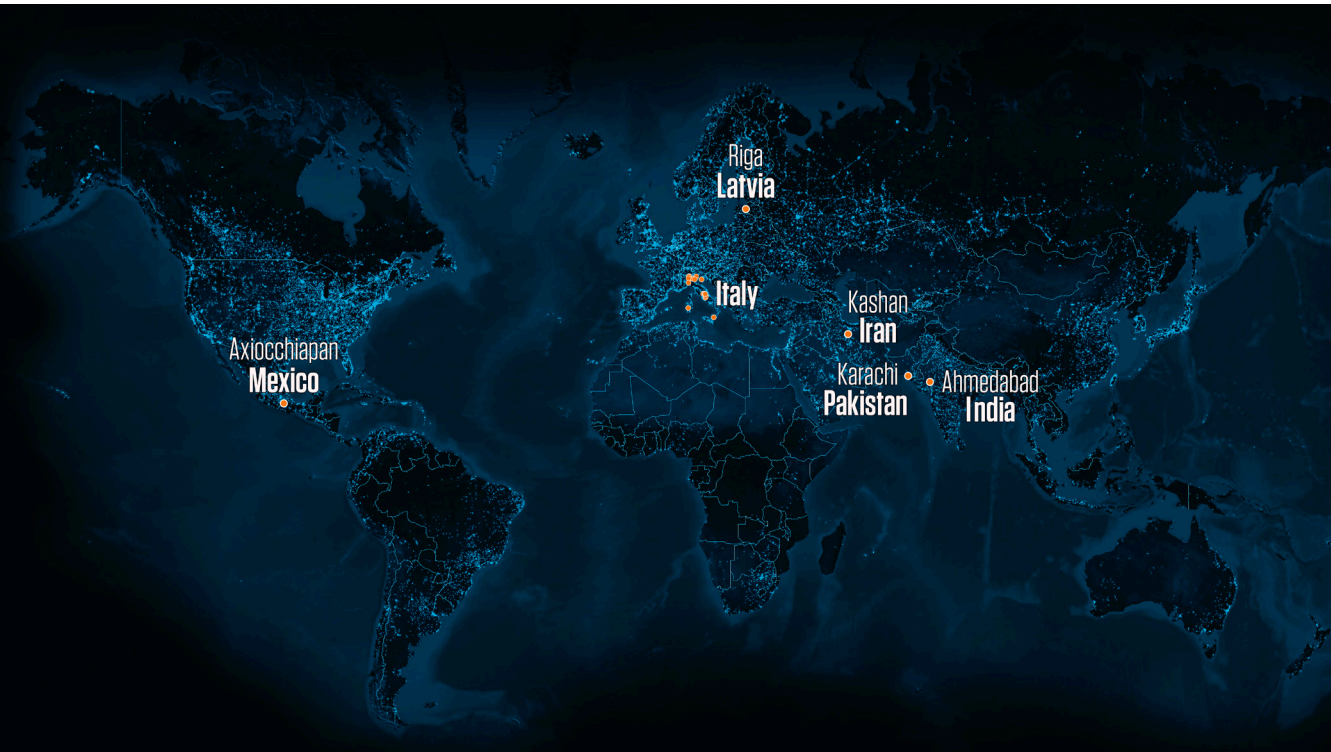 Riga
Latvia
Italy
Kashan
Iran
Axiocchiapan
Mexico
Karachi
Pakistan
Ahmedabad
India